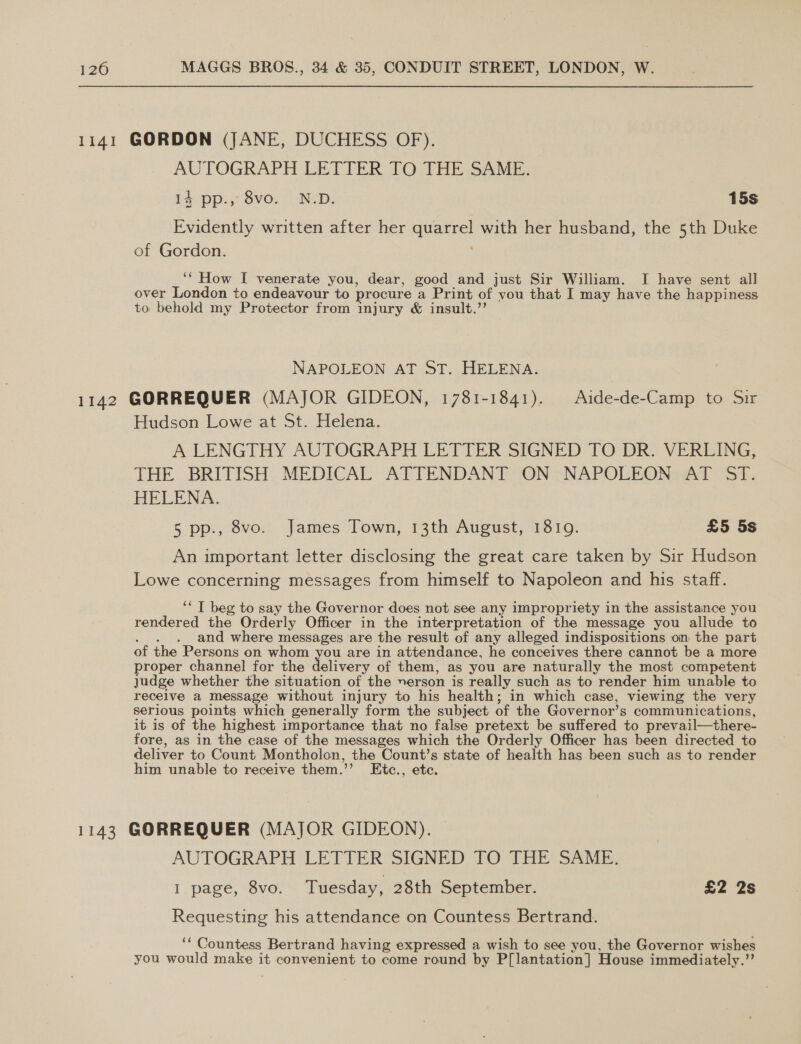 126 MAGGS BROS., 34 & 35, CONDUIT STREET, LONDON, W.
1141 GORDON (JANE, DUCHESS OF).
AUTOGRAPH LETTER TO THE SAME.
1½ pp., 8vo. N.D. 15s
Evidently written after her quarrel with her husband, the 5th Duke
of Gordon.
‘‘ How I venerate you, dear, good and just Sir William. I have sent all
over London to endeavour to procure a Print of you that I may have the happiness
to behold my Protector from injury & insult.’’
NAPOLEON AT ST. HELENA.
1142 GORREQUER (MAJOR GIDEON, 1781-1841). Aide-de-Camp to Sir
Hudson Lowe at St. Helena.
A LENGTHY AUTOGRAPH LETTER SIGNED TO DR. VERLING,
THE BRITISH MEDICAL ATTENDANT ON NAPOLEON AT ST.
HELENA.
5 pp., 8vo. James Town, 13th August, 1819. £5 5s
An important letter disclosing the great care taken by Sir Hudson
Lowe concerning messages from himself to Napoleon and his staff.
‘‘ I beg to say the Governor does not see any impropriety in the assistance you
rendered the Orderly Officer in the interpretation of the message you allude to
. . . and where messages are the result of any alleged indispositions on the part
of the Persons on whom you are in attendance, he conceives there cannot be a more
proper channel for the delivery of them, as you are naturally the most competent
judge whether the situation of the person is really such as to render him unable to
receive a message without injury to his health; in which case, viewing the very
serious points which generally form the subject of the Governor’s communications,
it is of the highest importance that no false pretext be suffered to prevail—there-
fore, as in the case of the messages which the Orderly Officer has been directed to
deliver to Count Montholon, the Count’s state of health has been such as to render
him unable to receive them.’’ Etc., etc.
1143 GORREQUER (MAJOR GIDEON).
AUTOGRAPH LETTER SIGNED TO THE SAME.
1 page, 8vo. Tuesday, 28th September. £2 2s
Requesting his attendance on Countess Bertrand.
‘‘ Countess Bertrand having expressed a wish to see you, the Governor wishes
you would make it convenient to come round by P[lantation] House immediately.’’